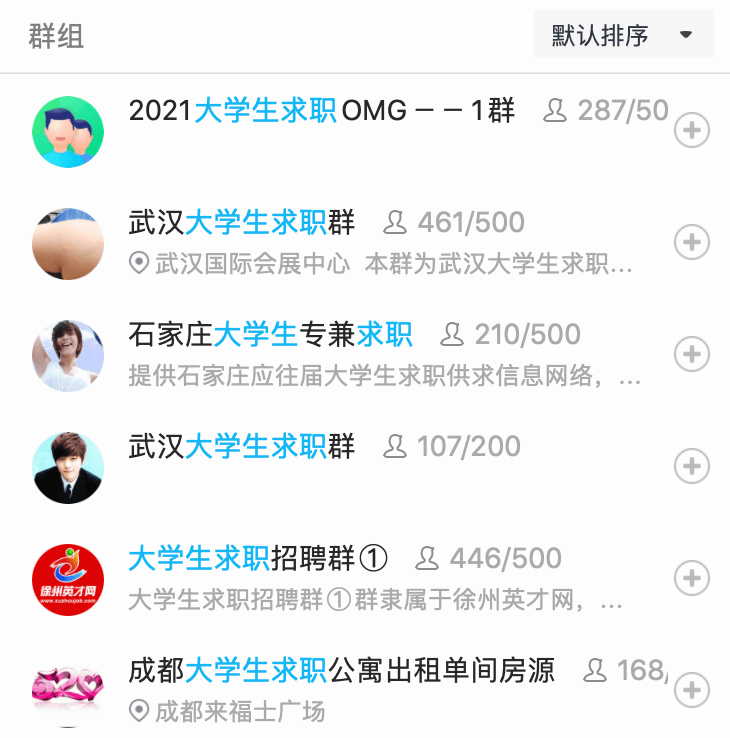 群组
默认排序
2021大学生求职OMG－－1群 287/50
武汉大学生求职群 461/500
武汉国际会展中心 本群为武汉大学生求职...
石家庄大学生专兼求职 210/500
提供石家庄应往届大学生求职供求信息网络，...
武汉大学生求职群 107/200
大学生求职招聘群① 446/500
大学生求职招聘群①群隶属于徐州英才网，...
徐州英才网
www.xuzhoujob.com
成都大学生求职公寓出租单间房源 168/
520
成都来福士广场